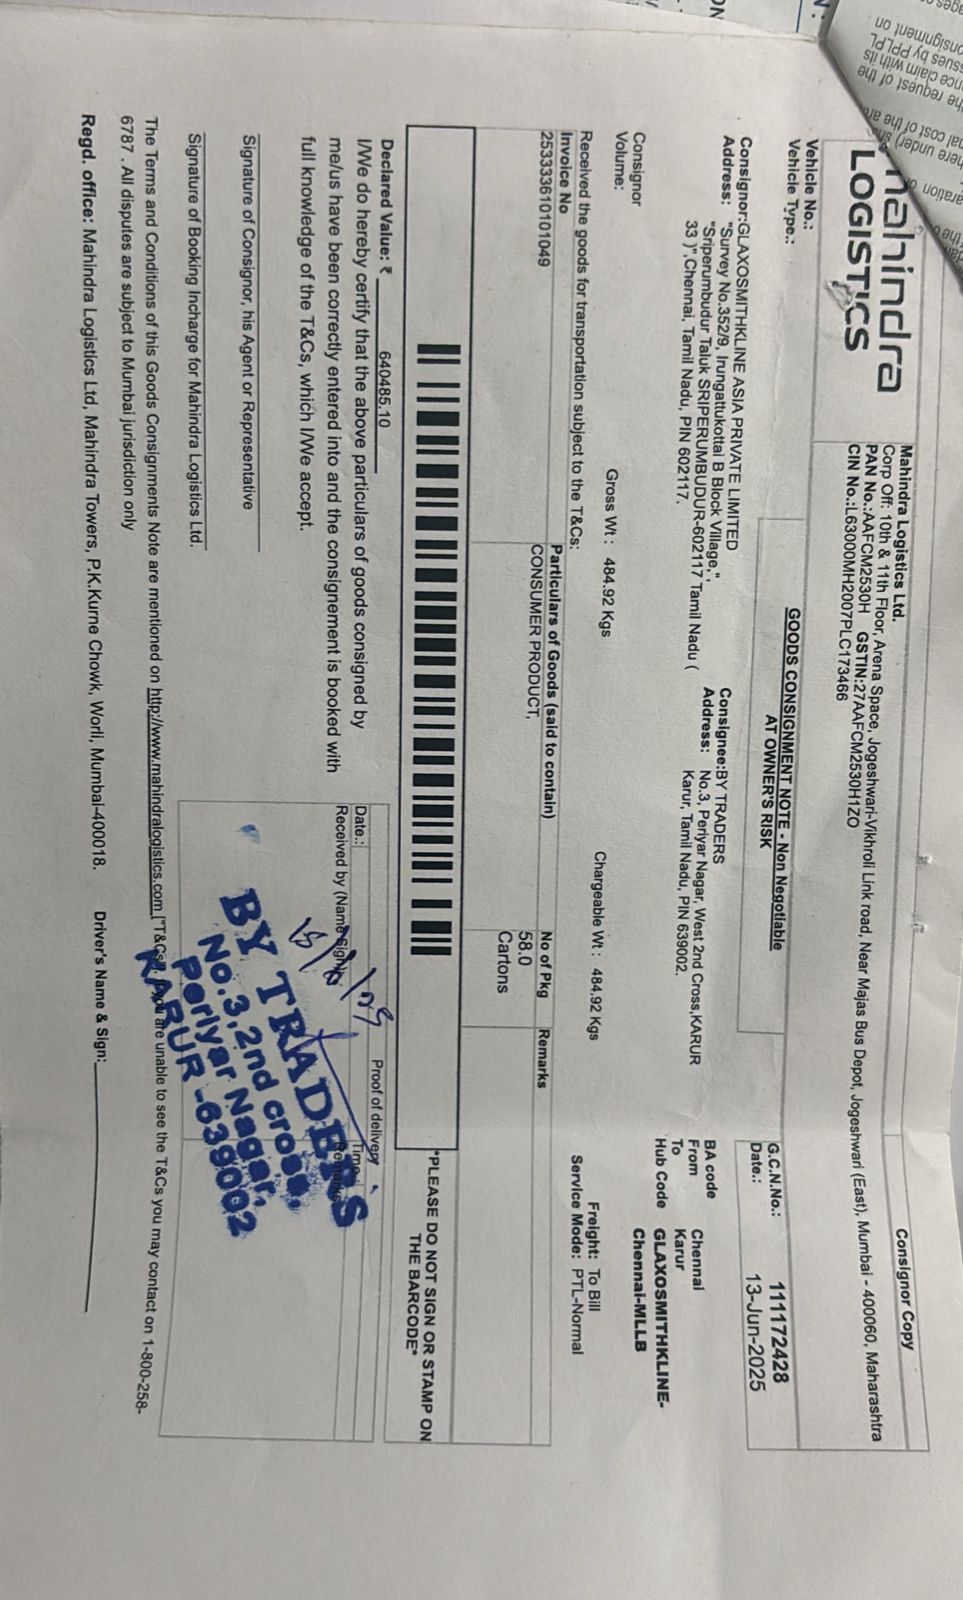 Consignor Copy
mahindra
LOGISTICS
Mahindra Logistics Ltd.
Corp Off: 10th & 11th Floor, Arena Space, Jogeshwari-Vikhroli Link road, Near Majas Bus Depot, Jogeshwari (East), Mumbai - 400060, Maharashtra
PAN No.:AAFCM2530H GSTIN:27AAFCM2530H1ZO
CIN No.:L63000MH2007PLC173466
Vehicle No.:
Vehicle Type.:
GOODS CONSIGNMENT NOTE - Non Negotiable
AT OWNER'S RISK
G.C.N.No.: 111172428
Date.: 13-Jun-2025
Consignor:GLAXOSMITHKLINE ASIA PRIVATE LIMITED
Address: "Survey No.352/9, Irungattukottai B Block Village,",
"Sriperumbudur Taluk SRIPERUMBUDUR-602117 Tamil Nadu (
33 )",Chennai, Tamil Nadu, PIN 602117.
Consignee:BY TRADERS
Address: No.3, Periyar Nagar, West 2nd Cross,KARUR
Karur, Tamil Nadu, PIN 639002.
BA code
From Chennai
To Karur
Hub Code GLAXOSMITHKLINE-
Chennai-MLLB
Consignor
Volume:
Gross Wt : 484.92 Kgs
Chargeable Wt : 484.92 Kgs
Freight: To Bill
Service Mode: PTL-Normal
Received the goods for transportation subject to the T&Cs:
Invoice No Particulars of Goods (said to contain) No of Pkg Remarks
25333610101049 CONSUMER PRODUCT, 58.0
Cartons
*PLEASE DO NOT SIGN OR STAMP ON
THE BARCODE*
Declared Value: ₹ 640485.10
I/We do hereby certify that the above particulars of goods consigned by
me/us have been correctly entered into and the consignement is booked with
full knowledge of the T&Cs, which I/We accept.
Proof of delivery
Date.: Time.:
Received by (Name Sign) Remarks
BY TRADERS
No.3, 2nd cross,
Periyar Nagar,
KARUR -639002
Signature of Consignor, his Agent or Representative
Signature of Booking Incharge for Mahindra Logistics Ltd.
The Terms and Conditions of this Goods Consignments Note are mentioned on http://www.mahindralogistics.com ["T&Cs"]. If you are unable to see the T&Cs you may contact on 1-800-258-
6787 . All disputes are subject to Mumbai jurisdiction only
Regd. office: Mahindra Logistics Ltd, Mahindra Towers, P.K.Kurne Chowk, Worli, Mumbai-400018. Driver's Name & Sign: